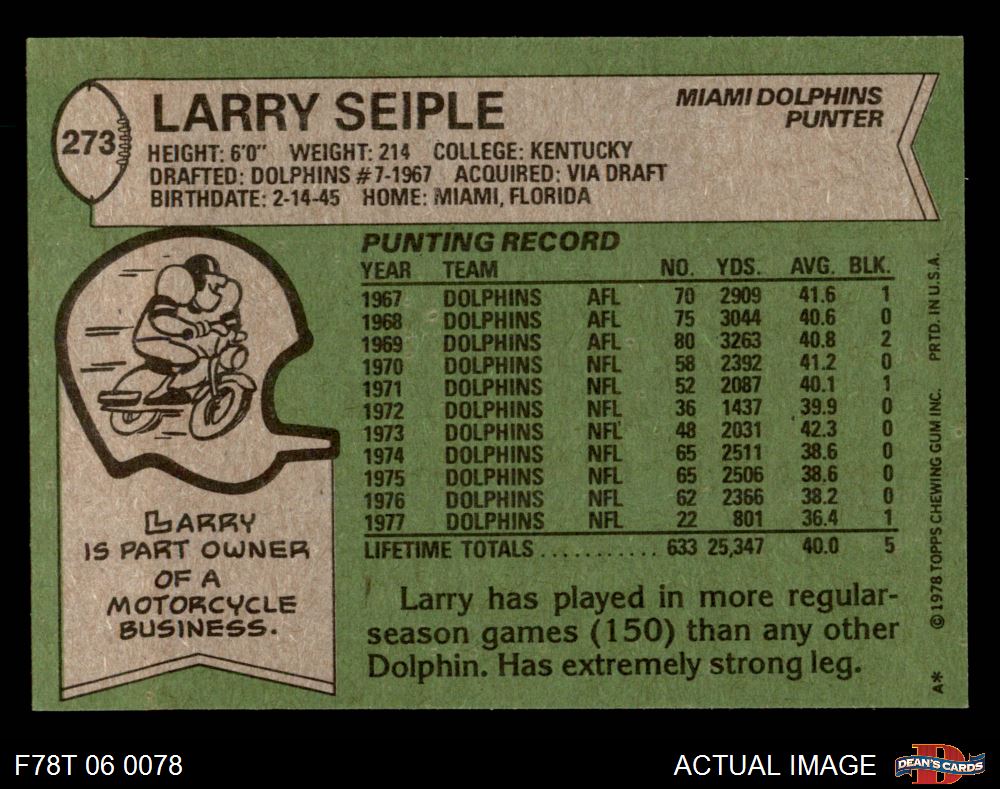 273
LARRY SEIPLE
MIAMI DOLPHINS
PUNTER
HEIGHT: 6'0" WEIGHT: 214 COLLEGE: KENTUCKY
DRAFTED: DOLPHINS #7-1967 ACQUIRED: VIA DRAFT
BIRTHDATE: 2-14-45 HOME: MIAMI, FLORIDA
PUNTING RECORD
YEAR TEAM NO. YDS. AVG. BLK.
1967 DOLPHINS AFL 70 2909 41.6 1
1968 DOLPHINS AFL 75 3044 40.6 0
1969 DOLPHINS AFL 80 3263 40.8 2
1970 DOLPHINS NFL 58 2392 41.2 0
1971 DOLPHINS NFL 52 2087 40.1 1
1972 DOLPHINS NFL 36 1437 39.9 0
1973 DOLPHINS NFL 48 2031 42.3 0
1974 DOLPHINS NFL 65 2511 38.6 0
1975 DOLPHINS NFL 65 2506 38.6 0
1976 DOLPHINS NFL 62 2366 38.2 0
1977 DOLPHINS NFL 22 801 36.4 1
LIFETIME TOTALS ........... 633 25,347 40.0 5
LARRY
IS PART OWNER
OF A
MOTORCYCLE
BUSINESS.
Larry has played in more regular-
season games (150) than any other
Dolphin. Has extremely strong leg.
A* © 1978 TOPPS CHEWING GUM INC. PRTD. IN U.S.A.
F78T 06 0078
ACTUAL IMAGE
D
DEAN'S CARDS